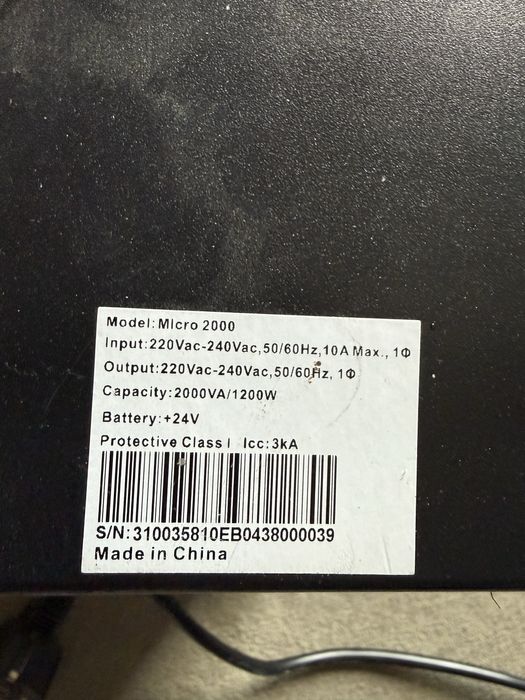 Model: Micro 2000
Input:220Vac-240Vac,50/60Hz,10A Max., 1Φ
Output:220Vac-240Vac,50/60Hz, 1Φ
Capacity:2000VA/1200W
Battery:+24V
Protective Class I Icc:3kA
S/N:310035810EB0438000039
Made in China